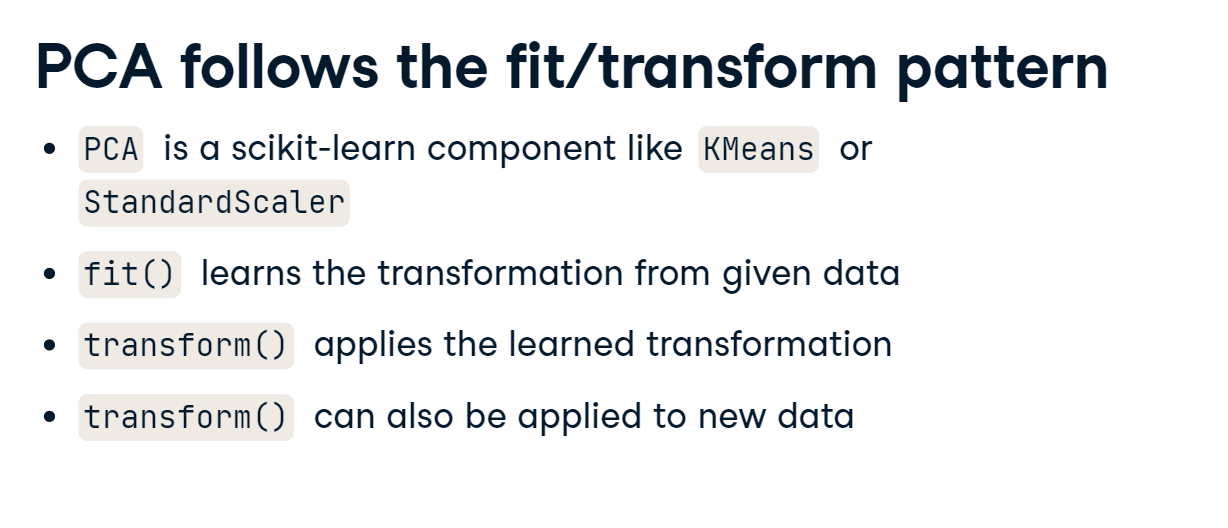 PCA follows the fit/transform pattern
• PCA is a scikit-learn component like KMeans or
StandardScaler
• fit() learns the transformation from given data
• transform() applies the learned transformation
• transform() can also be applied to new data